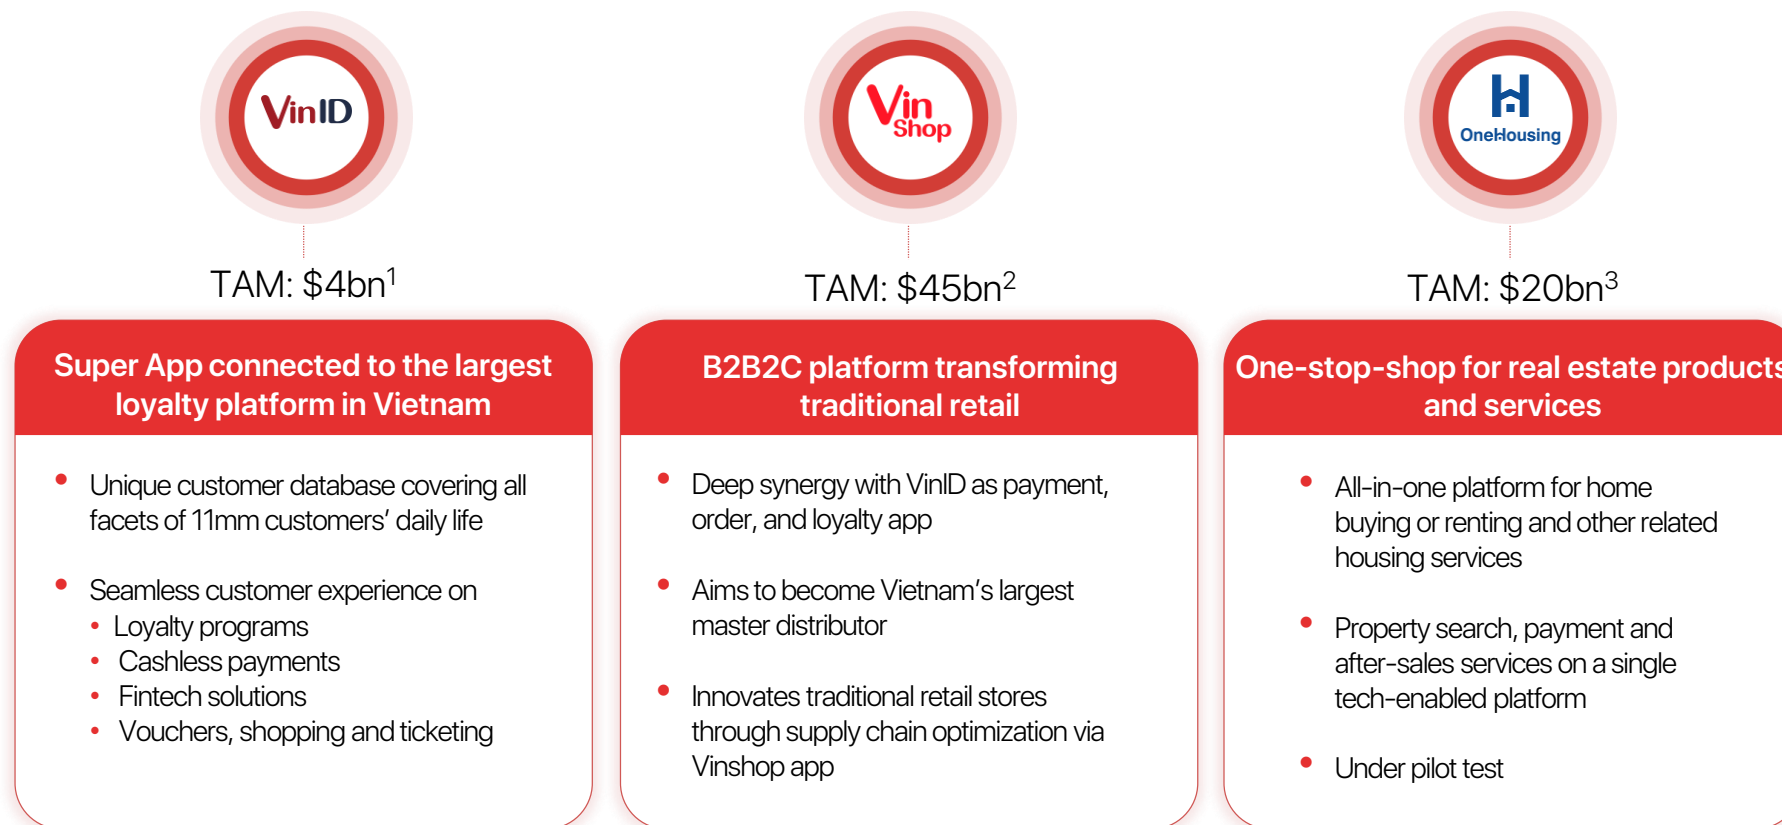 VinID
TAM: $4bn1
Super App connected to the largest
loyalty platform in Vietnam
• Unique customer database covering all
facets of 11mm customers’ daily life
• Seamless customer experience on
• Loyalty programs
• Cashless payments
• Fintech solutions
• Vouchers, shopping and ticketing
Vin
Shop
TAM: $45bn2
B2B2C platform transforming
traditional retail
• Deep synergy with VinID as payment,
order, and loyalty app
• Aims to become Vietnam’s largest
master distributor
• Innovates traditional retail stores
through supply chain optimization via
Vinshop app
OneHousing
TAM: $20bn3
One-stop-shop for real estate products
and services
• All-in-one platform for home
buying or renting and other related
housing services
• Property search, payment and
after-sales services on a single
tech-enabled platform
• Under pilot test